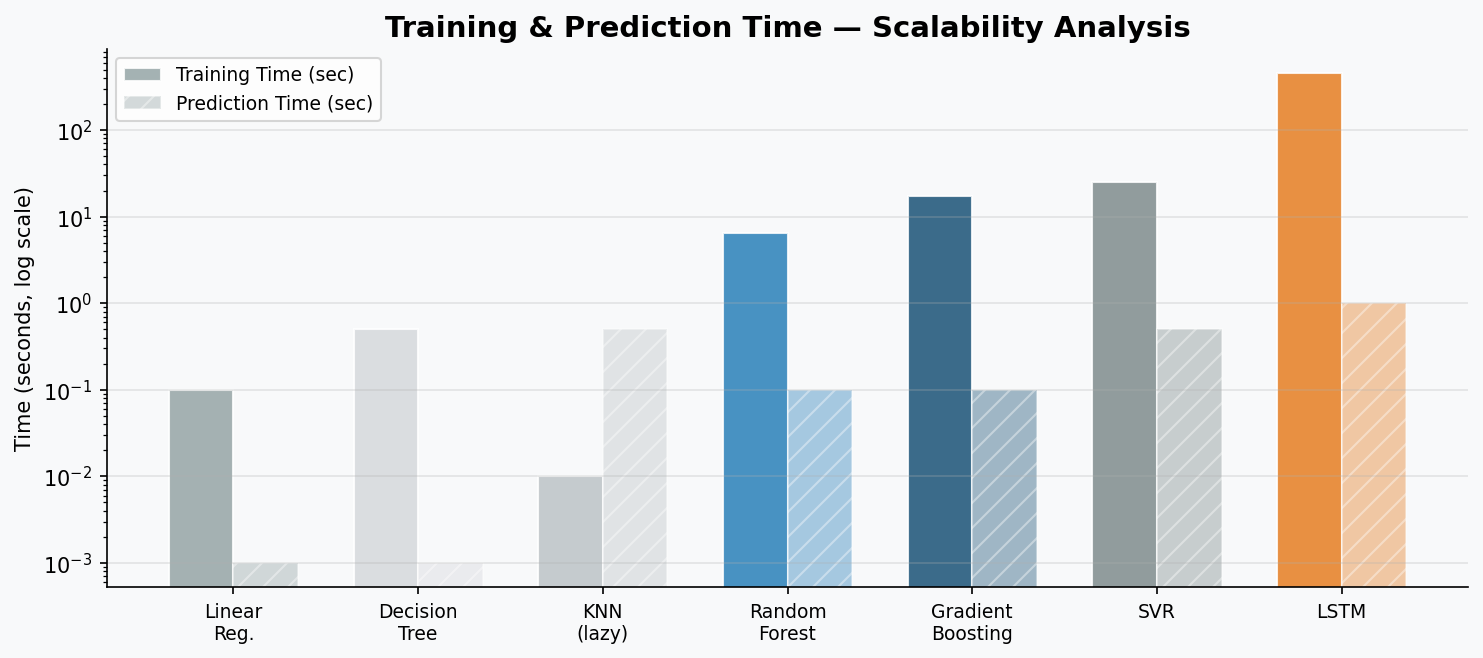 Training & Prediction Time — Scalability Analysis
Training Time (sec)
Prediction Time (sec)
Time (seconds, log scale)
10²
10¹
10⁰
10⁻¹
10⁻²
10⁻³
Linear
Reg.
Decision
Tree
KNN
(lazy)
Random
Forest
Gradient
Boosting
SVR
LSTM